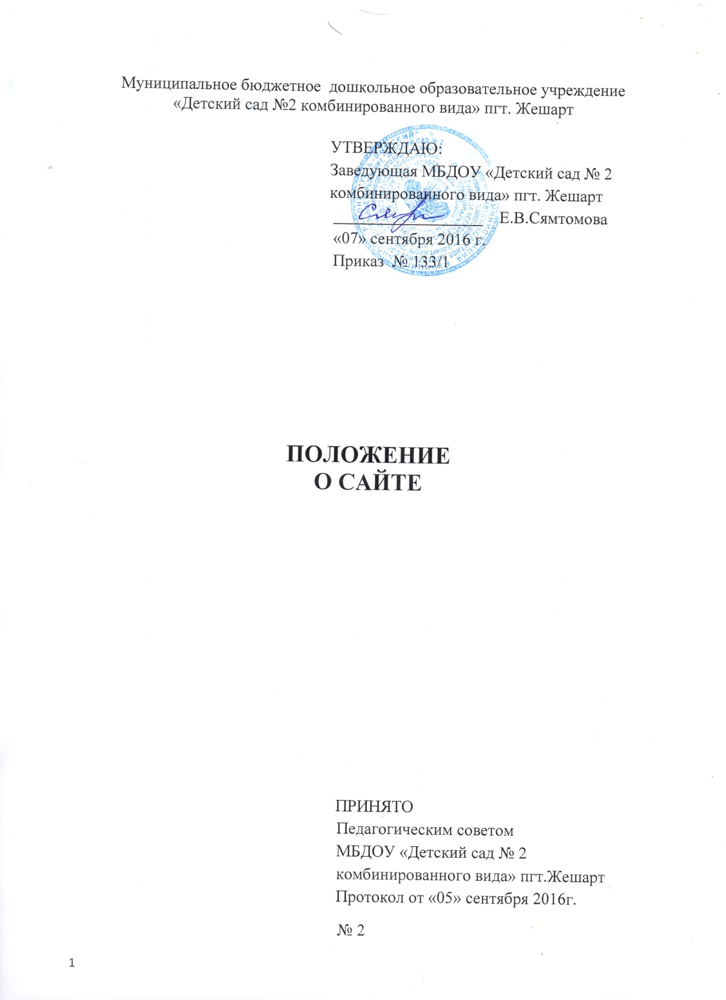 Муниципальное бюджетное дошкольное образовательное учреждение
«Детский сад №2 комбинированного вида» пгт. Жешарт
УТВЕРЖДАЮ:
Заведующая МБДОУ «Детский сад № 2
комбинированного вида» пгт. Жешарт
Е.В.Сямтомова
«07» сентября 2016 г.
Приказ № 133/1
ПОЛОЖЕНИЕ
О САЙТЕ
ПРИНЯТО
Педагогическим советом
МБДОУ «Детский сад № 2
комбинированного вида» пгт.Жешарт
Протокол от «05» сентября 2016г.
№ 2
1